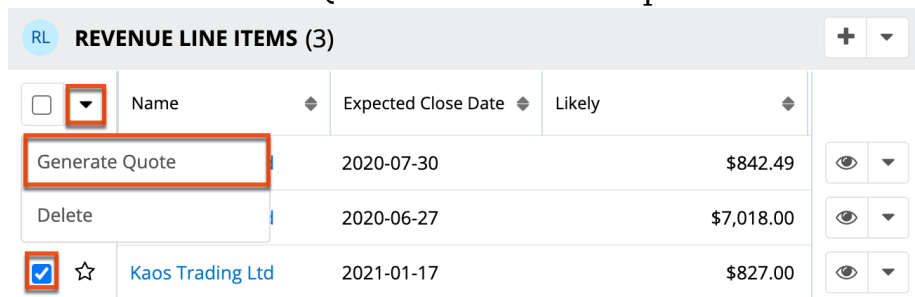 RL REVENUE LINE ITEMS (3)
Name Expected Close Date Likely
Generate Quote d 2020-07-30 $842.49
Delete d 2020-06-27 $7,018.00
Kaos Trading Ltd 2021-01-17 $827.00